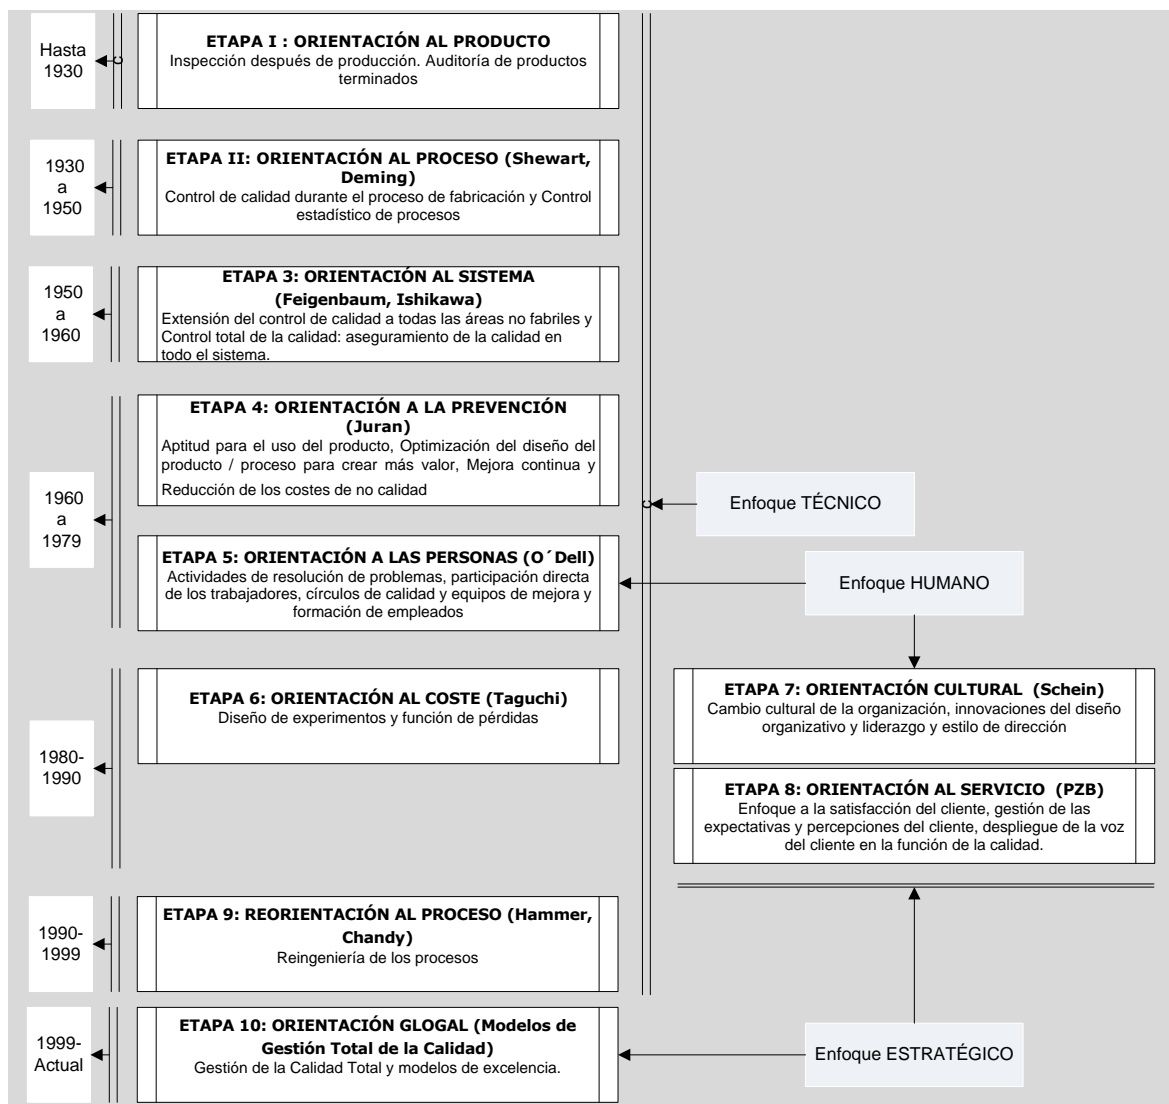 Hasta
1930
ETAPA I : ORIENTACIÓN AL PRODUCTO
Inspección después de producción. Auditoría de productos
terminados
1930
a
1950
ETAPA II: ORIENTACIÓN AL PROCESO (Shewart,
Deming)
Control de calidad durante el proceso de fabricación y Control
estadístico de procesos
1950
a
1960
ETAPA 3: ORIENTACIÓN AL SISTEMA
(Feigenbaum, Ishikawa)
Extensión del control de calidad a todas las áreas no fabriles y
Control total de la calidad: aseguramiento de la calidad en
todo el sistema.
1960
a
1979
ETAPA 4: ORIENTACIÓN A LA PREVENCIÓN
(Juran)
Aptitud para el uso del producto, Optimización del diseño del
producto / proceso para crear más valor, Mejora continua y
Reducción de los costes de no calidad
Enfoque TÉCNICO
ETAPA 5: ORIENTACIÓN A LAS PERSONAS (O´Dell)
Actividades de resolución de problemas, participación directa
de los trabajadores, círculos de calidad y equipos de mejora y
formación de empleados
Enfoque HUMANO
1980-
1990
ETAPA 6: ORIENTACIÓN AL COSTE (Taguchi)
Diseño de experimentos y función de pérdidas
ETAPA 7: ORIENTACIÓN CULTURAL (Schein)
Cambio cultural de la organización, innovaciones del diseño
organizativo y liderazgo y estilo de dirección
ETAPA 8: ORIENTACIÓN AL SERVICIO (PZB)
Enfoque a la satisfacción del cliente, gestión de las
expectativas y percepciones del cliente, despliegue de la voz
del cliente en la función de la calidad.
1990-
1999
ETAPA 9: REORIENTACIÓN AL PROCESO (Hammer,
Chandy)
Reingeniería de los procesos
1999-
Actual
ETAPA 10: ORIENTACIÓN GLOGAL (Modelos de
Gestión Total de la Calidad)
Gestión de la Calidad Total y modelos de excelencia.
Enfoque ESTRATÉGICO